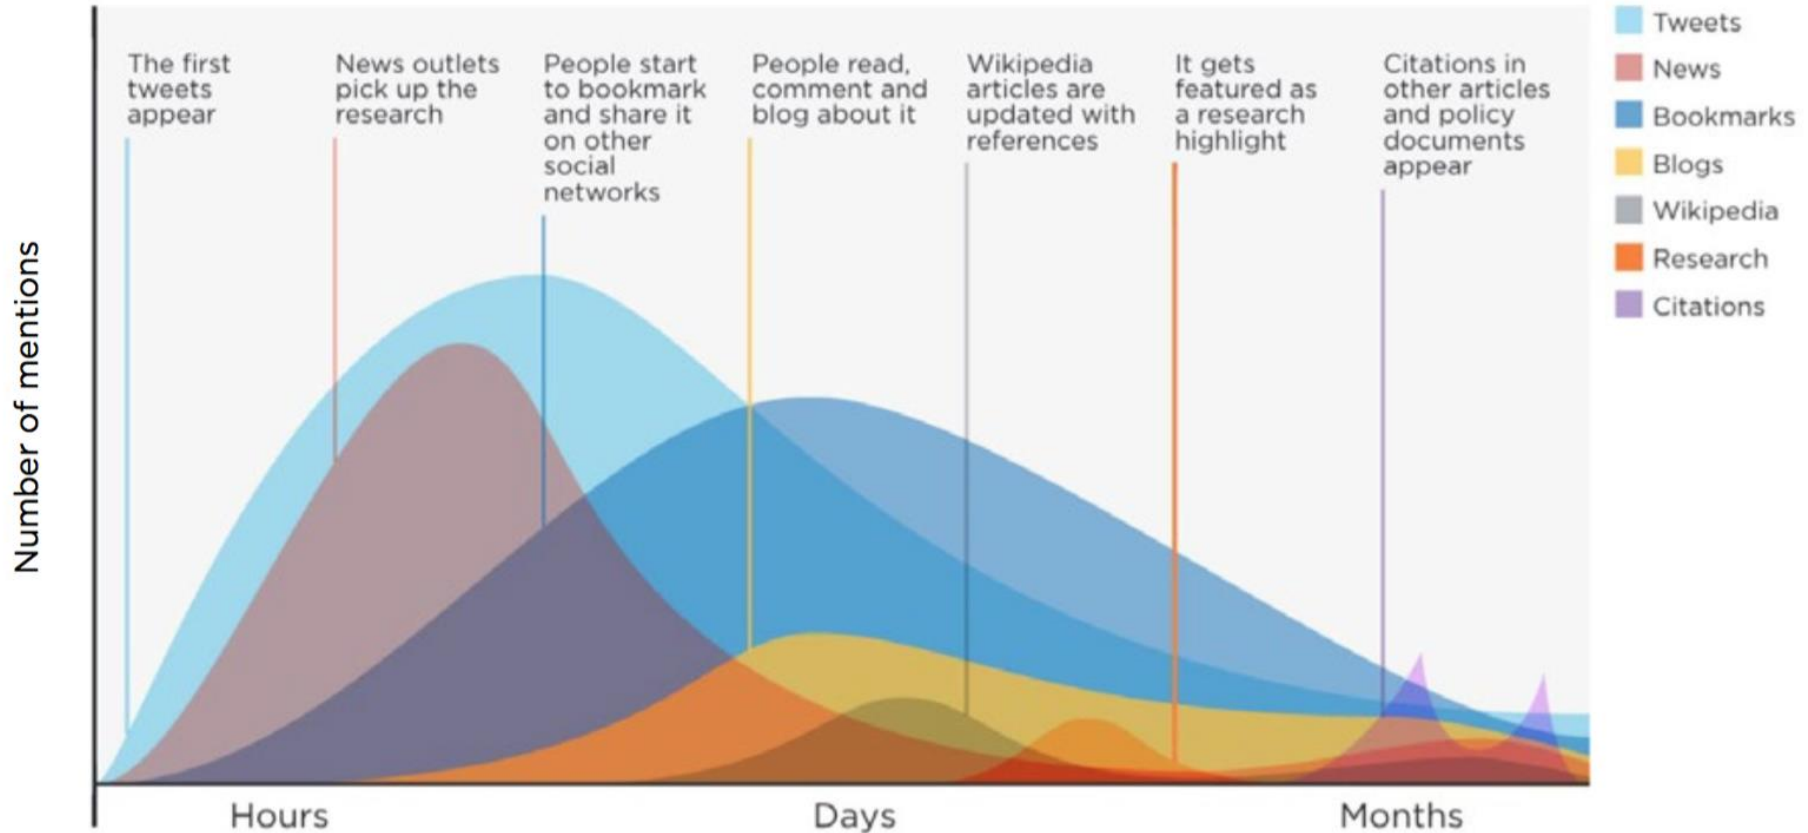 The first
tweets
appear
News outlets
pick up the
research
People start
to bookmark
and share it
on other
social
networks
People read,
comment and
blog about it
Wikipedia
articles are
updated with
references
It gets
featured as
a research
highlight
Citations in
other articles
and policy
documents
appear
Tweets
News
Bookmarks
Blogs
Wikipedia
Research
Citations
Number of mentions
Hours
Days
Months